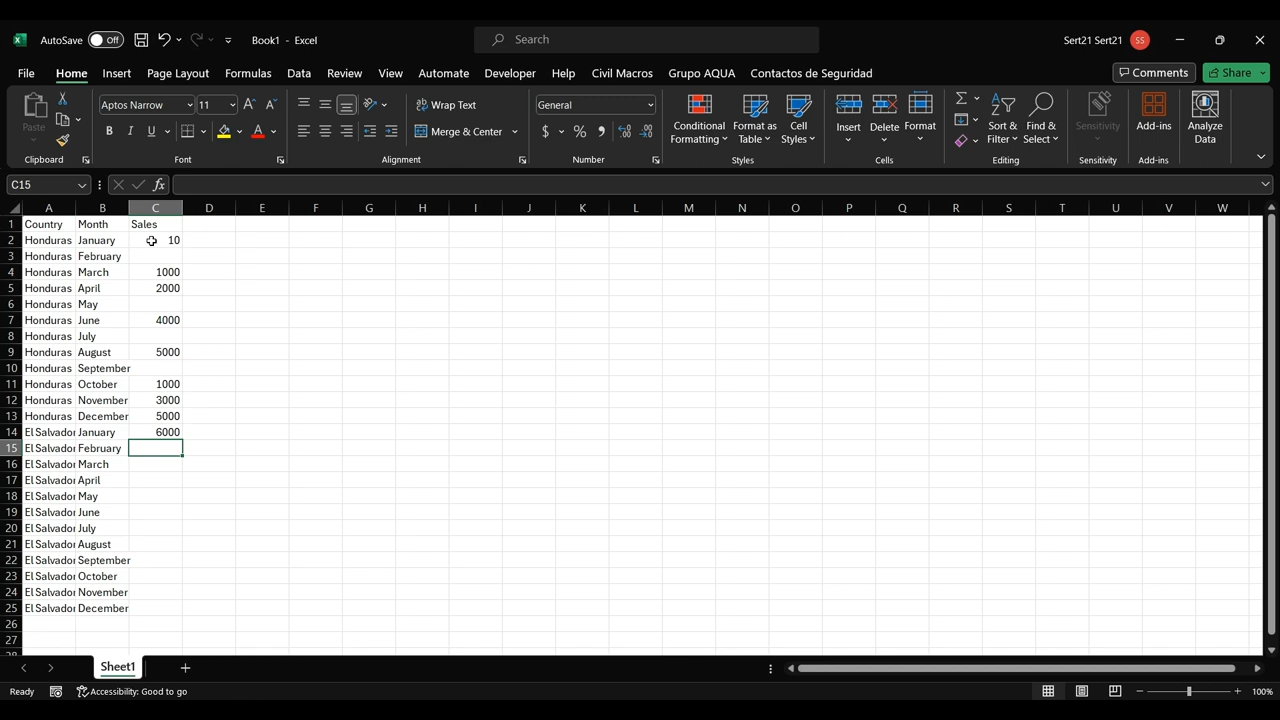 AutoSave Off Book1 - Excel Search Sert21 Sert21 SS
File Home Insert Page Layout Formulas Data Review View Automate Developer Help Civil Macros Grupo AQUA Contactos de Seguridad Comments Share
Paste Aptos Narrow 11 Wrap Text General Conditional Formatting Format as Table Cell Styles Insert Delete Format Sort & Filter Find & Select Sensitivity Add-ins Analyze Data
B I U A Merge & Center $ %
Clipboard Font Alignment Number Styles Cells Editing Sensitivity Add-ins
C15 fx
A B C D E F G H I J K L M N O P Q R S T U V W
1 Country Month Sales
2 Honduras January 10
3 Honduras February
4 Honduras March 1000
5 Honduras April 2000
6 Honduras May
7 Honduras June 4000
8 Honduras July
9 Honduras August 5000
10 Honduras September
11 Honduras October 1000
12 Honduras November 3000
13 Honduras December 5000
14 El Salvador January 6000
15 El Salvador February
16 El Salvador March
17 El Salvador April
18 El Salvador May
19 El Salvador June
20 El Salvador July
21 El Salvador August
22 El Salvador September
23 El Salvador October
24 El Salvador November
25 El Salvador December
26
27
28
Sheet1
Ready Accessibility: Good to go 100%